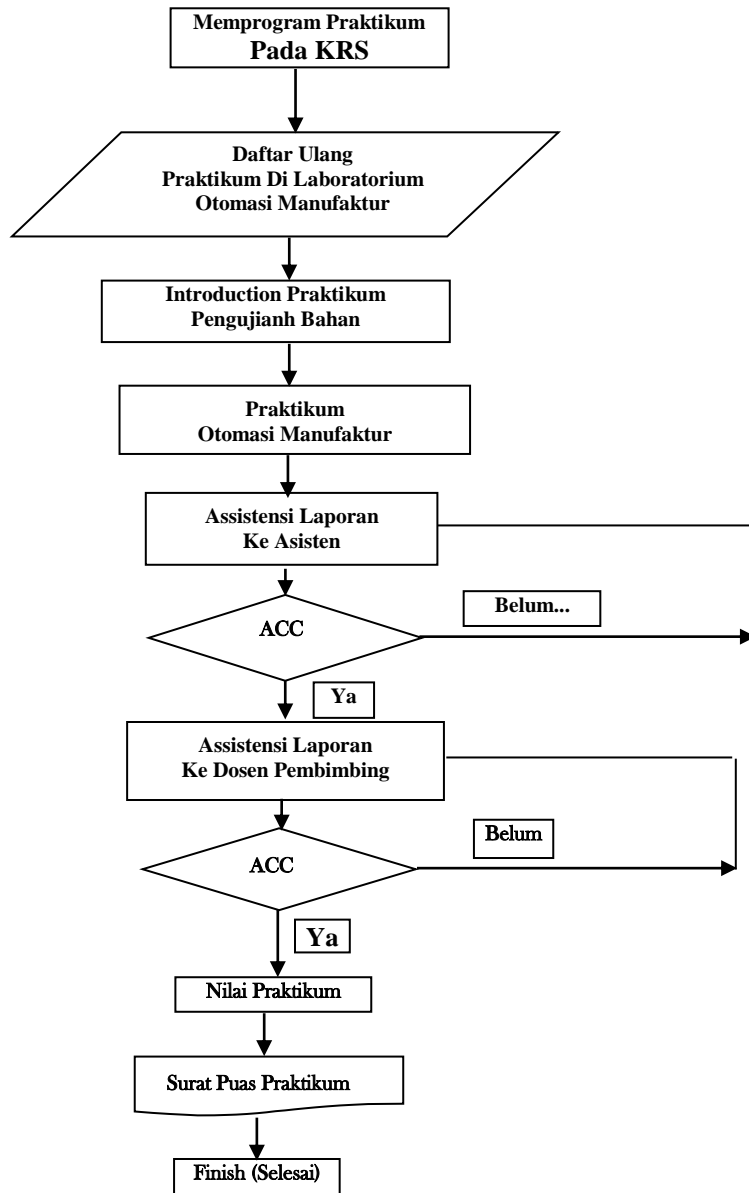 Memprogram Praktikum
Pada KRS
Daftar Ulang
Praktikum Di Laboratorium
Otomasi Manufaktur
Introduction Praktikum
Pengujianh Bahan
Praktikum
Otomasi Manufaktur
Assistensi Laporan
Ke Asisten
ACC
Belum...
Ya
Assistensi Laporan
Ke Dosen Pembimbing
ACC
Belum
Ya
Nilai Praktikum
Surat Puas Praktikum
Finish (Selesai)